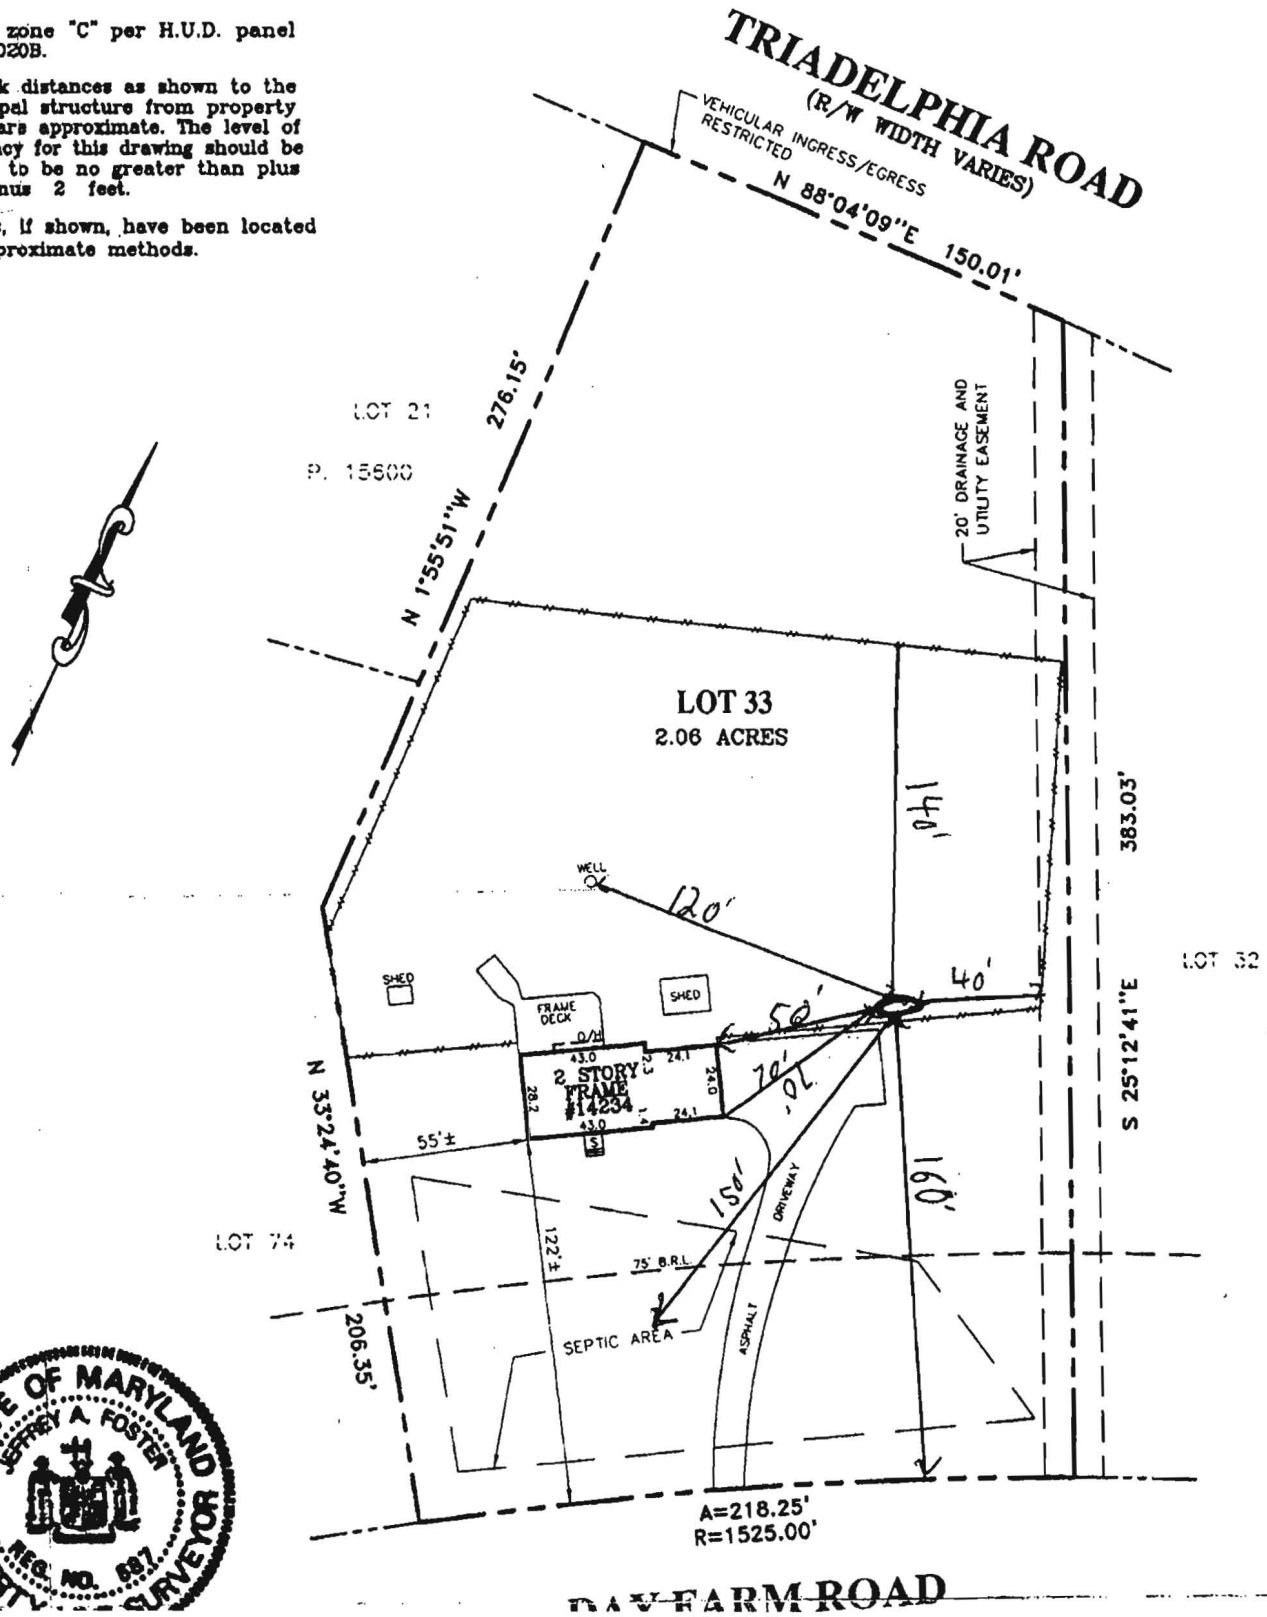 zone "C" per H.U.D. panel
020B.
k distances as shown to the
pal structure from property
are approximate. The level of
cy for this drawing should be
to be no greater than plus
nus 2 feet.
, if shown, have been located
proximate methods.
TRIADELPHIA ROAD
(R/W WIDTH VARIES)
VEHICULAR INGRESS/EGRESS
RESTRICTED
N 88°04'09"E 150.01'
276.15'
N 1°55'51"W
LOT 21
P. 15600
20' DRAINAGE AND
UTILITY EASEMENT
LOT 33
2.06 ACRES
140'
383.03'
S 25°12'41"E
LOT 32
WELL
120'
40'
SHED
SHED
FRAME
DECK
O/H
50'
43.0
2.3
24.1
2 STORY
FRAME
#14234
28.2
24.0
43.0
24.1
70'
70'
N 33°24'40"W
55'±
150'
DRIVEWAY
160'
LOT 74
122'±
75' B.R.L.
206.35'
SEPTIC AREA
ASPHALT
E OF MARYLAND
JEFFREY A. FOSTER
REG. NO. 587
RTY
SURVEYOR
A=218.25'
R=1525.00'
DAY FARM ROAD